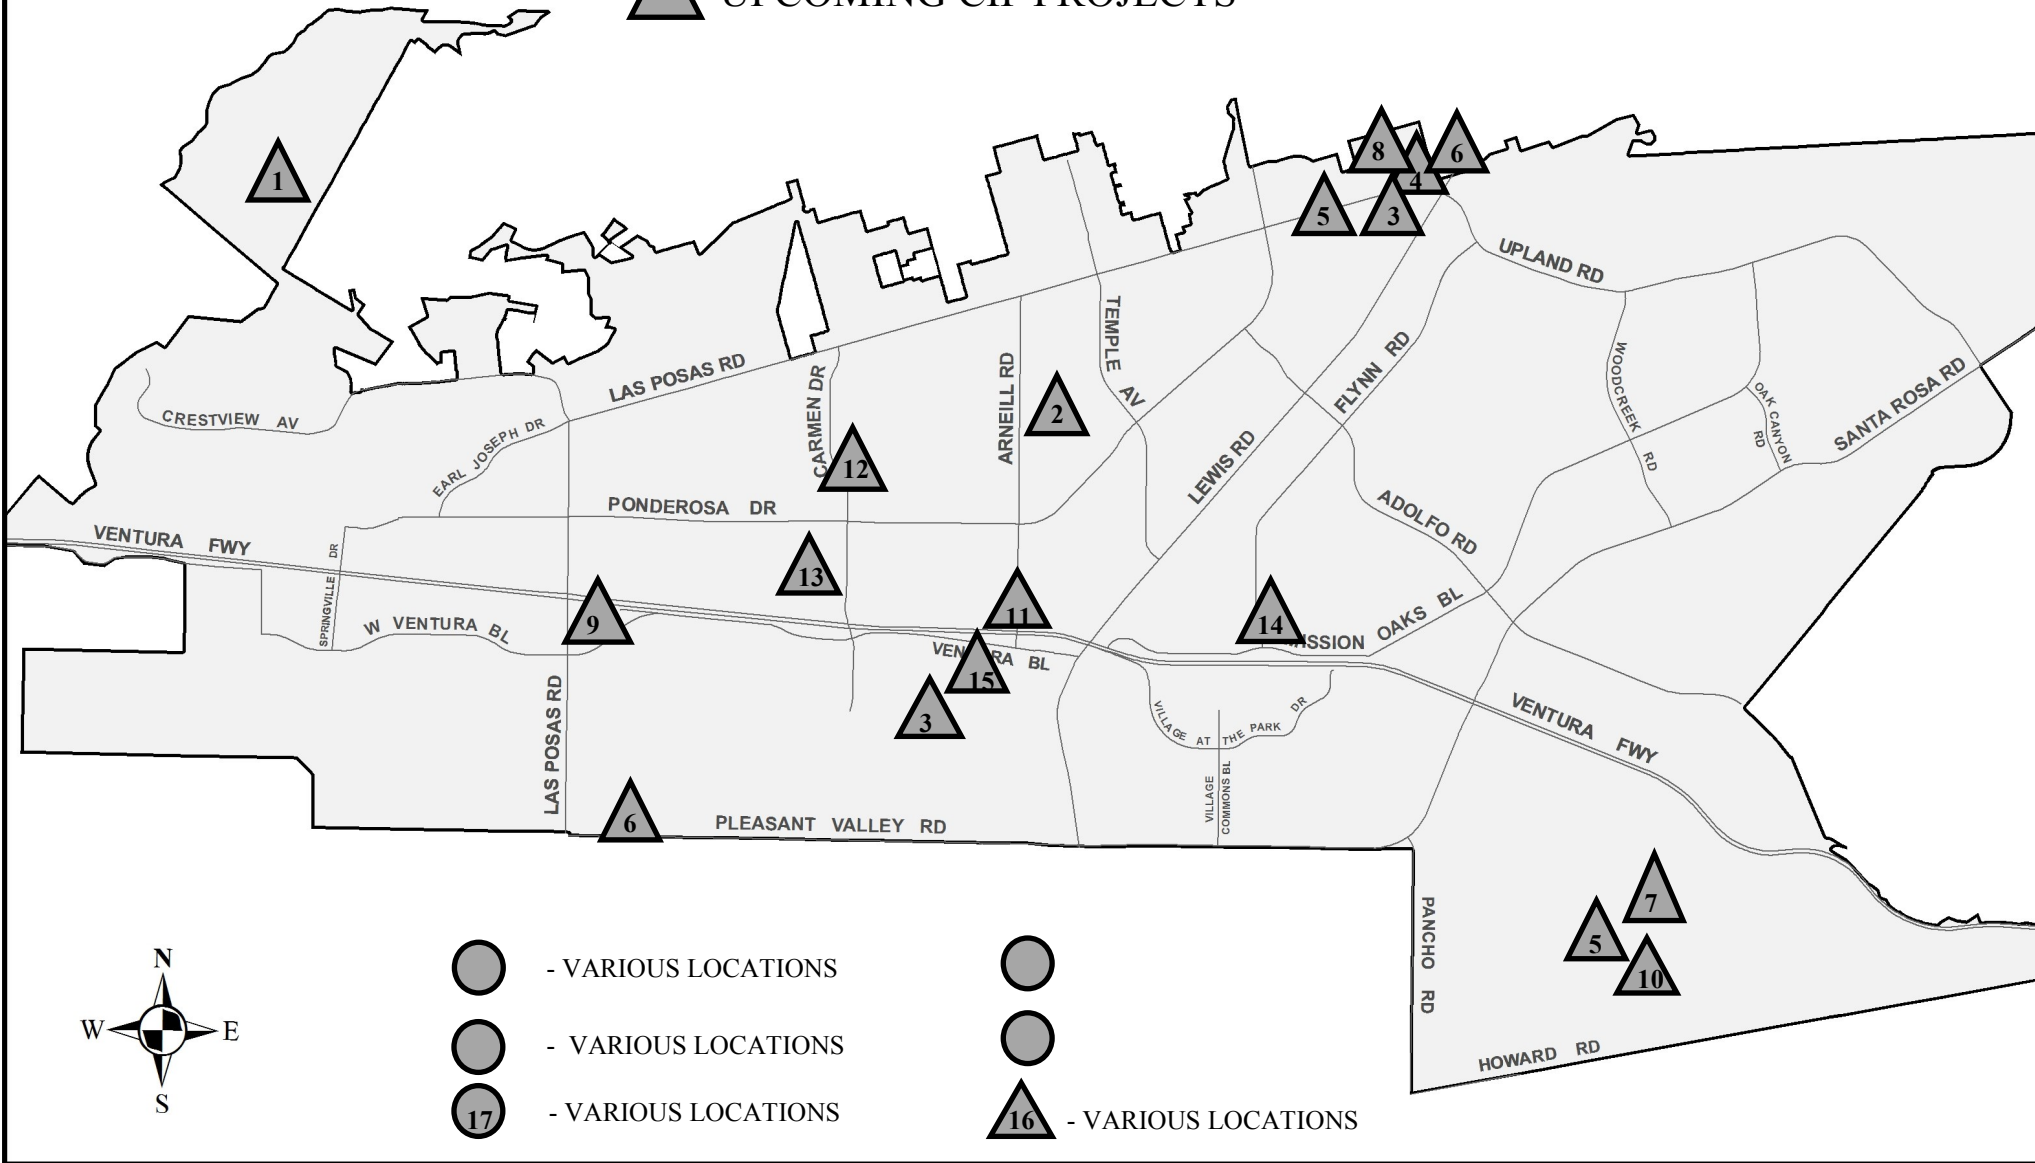 UPCOMING CIP PROJECTS
1
8
6
4
5
3
UPLAND RD
TEMPLE AV
LAS POSAS RD
ARNEILL RD
FLYNN RD
WOODCREEK RD
OAK CANYON RD
SANTA ROSA RD
CARMEN DR
2
CRESTVIEW AV
EARL JOSEPH DR
12
LEWIS RD
PONDEROSA DR
ADOLFO RD
VENTURA FWY
SPRINGVILLE DR
13
9
11
14
MISSION OAKS BL
W VENTURA BL
VENTURA BL
15
3
LAS POSAS RD
VILLAGE AT THE PARK DR
VENTURA FWY
VILLAGE COMMONS BL
6
PLEASANT VALLEY RD
7
5
10
PANCHO RD
HOWARD RD
N
W E
S
- VARIOUS LOCATIONS
- VARIOUS LOCATIONS
17 - VARIOUS LOCATIONS
16 - VARIOUS LOCATIONS